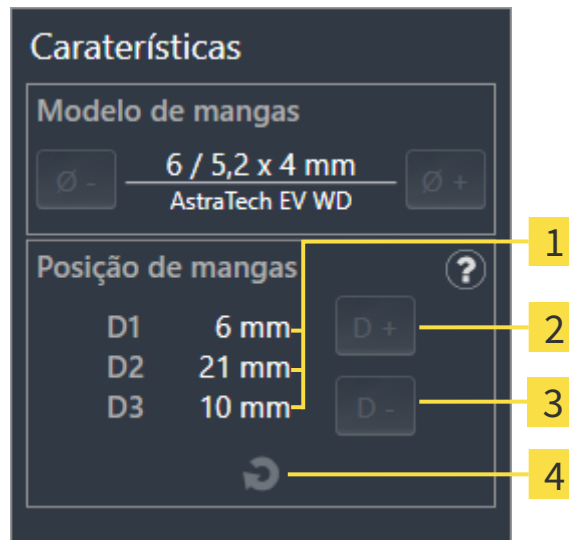 Caraterísticas
Modelo de mangas
Ø -
6 / 5,2 x 4 mm
Ø +
AstraTech EV WD
1
Posição de mangas
?
D1 6 mm
D +
2
D2 21 mm
D3 10 mm
D -
3
4